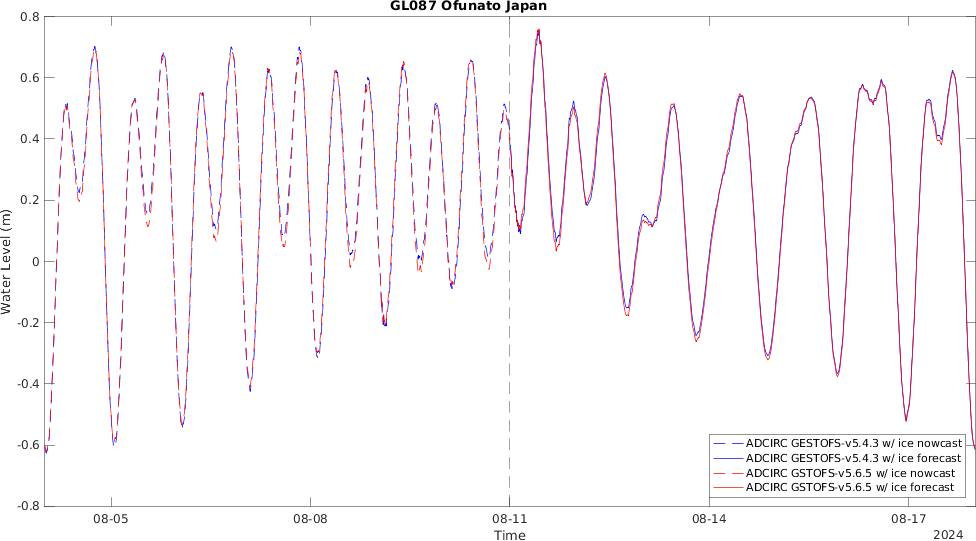 GL087 Ofunato Japan
0.8
0.6
0.4
0.2
0
-0.2
-0.4
-0.6
-0.8
Water Level (m)
ADCIRC GESTOFS-v5.4.3 w/ ice nowcast
ADCIRC GESTOFS-v5.4.3 w/ ice forecast
ADCIRC GSTOFS-v5.6.5 w/ ice nowcast
ADCIRC GSTOFS-v5.6.5 w/ ice forecast
08-05 08-08 08-11 08-14 08-17
Time
2024